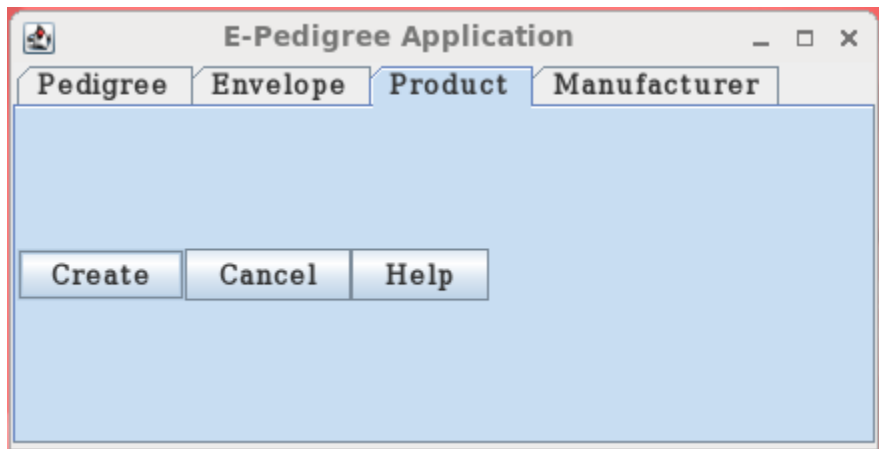 E-Pedigree Application
Pedigree Envelope Product Manufacturer
Create Cancel Help